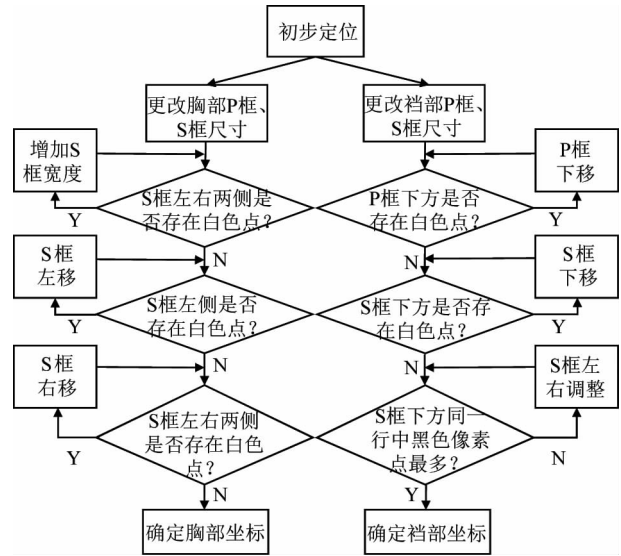 初步定位
更改胸部P框、
S框尺寸
更改裆部P框、
S框尺寸
增加S
框宽度
P框
下移
S框左右两侧是
否存在白色点?
P框下方是否
存在白色点?
Y
Y
N
N
S框
左移
S框
下移
S框左侧是否
存在白色点?
S框下方是否存
在白色点?
Y
Y
N
N
S框
右移
S框左
右调整
S框左右两侧
是否存在白色
点?
S框下方同一
行中黑色像素
点最多?
Y
N
N
Y
确定胸部坐标
确定裆部坐标